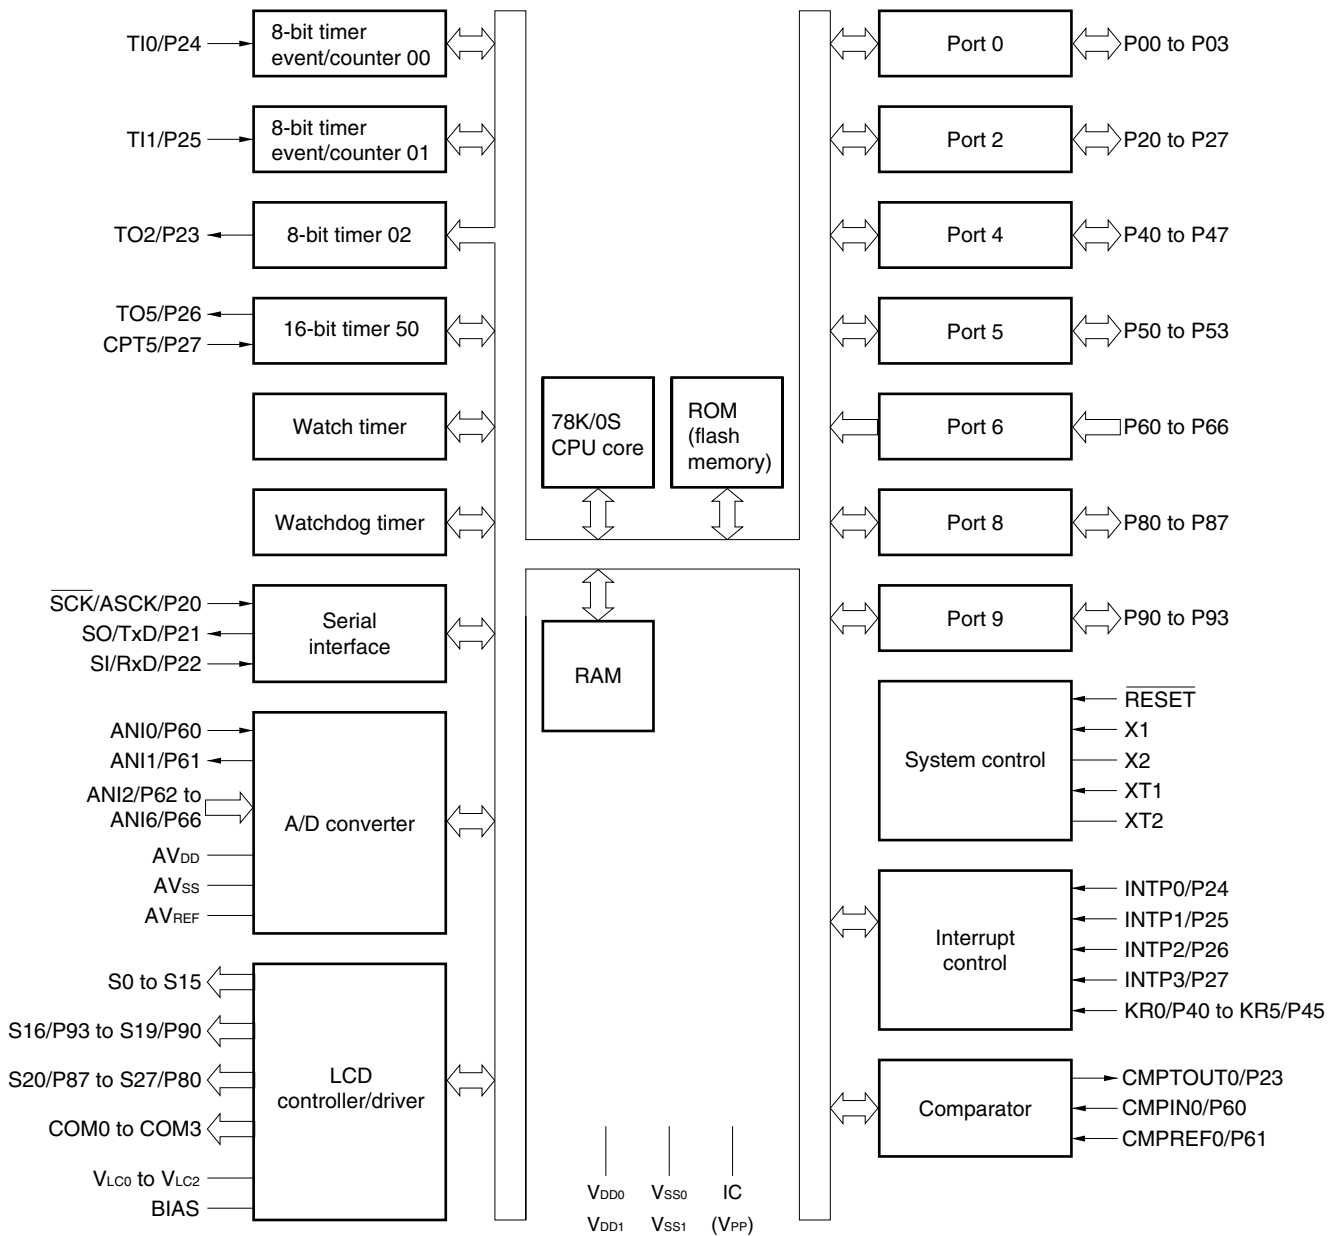 TI0/P24
8-bit timer
event/counter 00
TI1/P25
8-bit timer
event/counter 01
TO2/P23
8-bit timer 02
TO5/P26
CPT5/P27
16-bit timer 50
Watch timer
Watchdog timer
SCK/ASCK/P20
SO/TxD/P21
SI/RxD/P22
Serial
interface
ANI0/P60
ANI1/P61
ANI2/P62 to
ANI6/P66
AVDD
AVSS
AVREF
A/D converter
S0 to S15
S16/P93 to S19/P90
S20/P87 to S27/P80
COM0 to COM3
VLC0 to VLC2
BIAS
LCD
controller/driver
78K/0S
CPU core
ROM
(flash
memory)
RAM
VDD0
VDD1
VSS0
VSS1
IC
(VPP)
Port 0
P00 to P03
Port 2
P20 to P27
Port 4
P40 to P47
Port 5
P50 to P53
Port 6
P60 to P66
Port 8
P80 to P87
Port 9
P90 to P93
System control
RESET
X1
X2
XT1
XT2
Interrupt
control
INTP0/P24
INTP1/P25
INTP2/P26
INTP3/P27
KR0/P40 to KR5/P45
Comparator
CMPTOUT0/P23
CMPIN0/P60
CMPREF0/P61